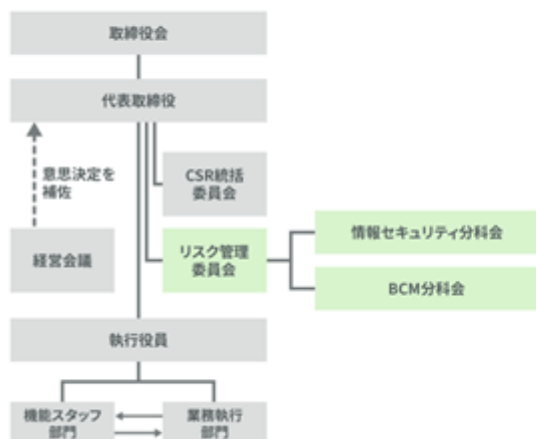 取締役会
代表取締役
意思決定を
補佐
CSR統括
委員会
経営会議
リスク管理
委員会
情報セキュリティ分科会
BCM分科会
執行役員
機能スタッフ
部門
業務執行
部門